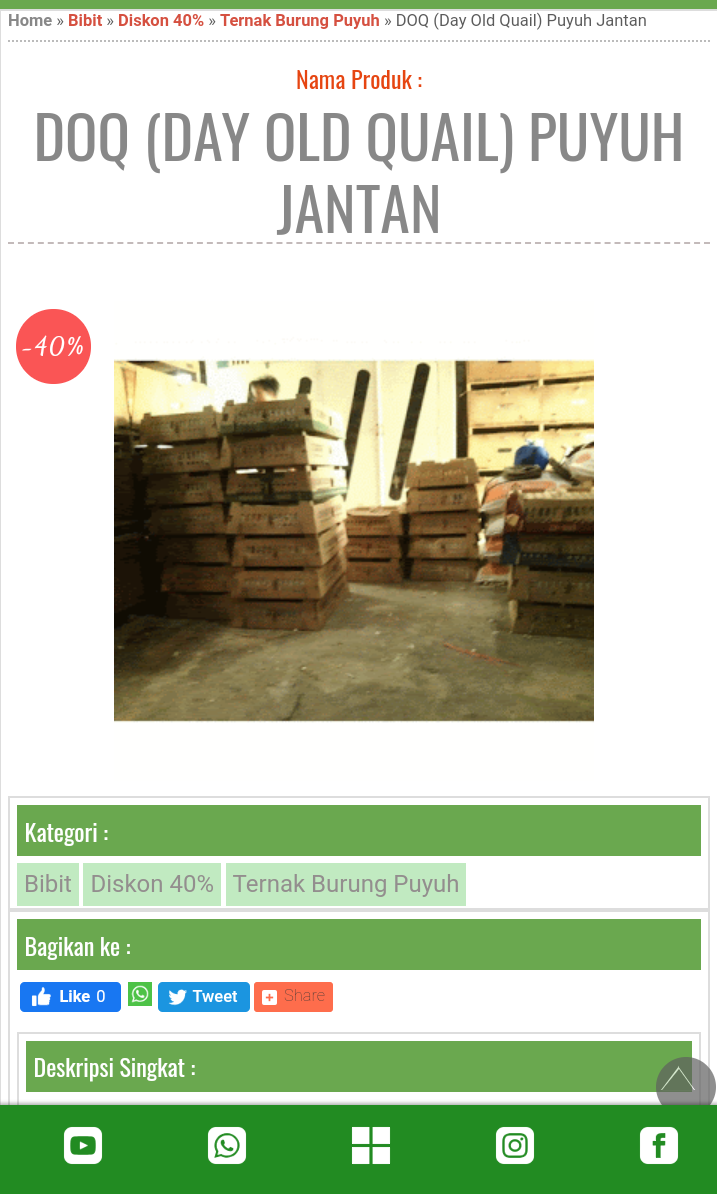 Home » Bibit » Diskon 40% » Ternak Burung Puyuh » DOQ (Day Old Quail) Puyuh Jantan
Nama Produk :
DOQ (DAY OLD QUAIL) PUYUH
JANTAN
-40%
Kategori :
Bibit Diskon 40% Ternak Burung Puyuh
Bagikan ke :
Like 0 Tweet Share
Deskripsi Singkat :